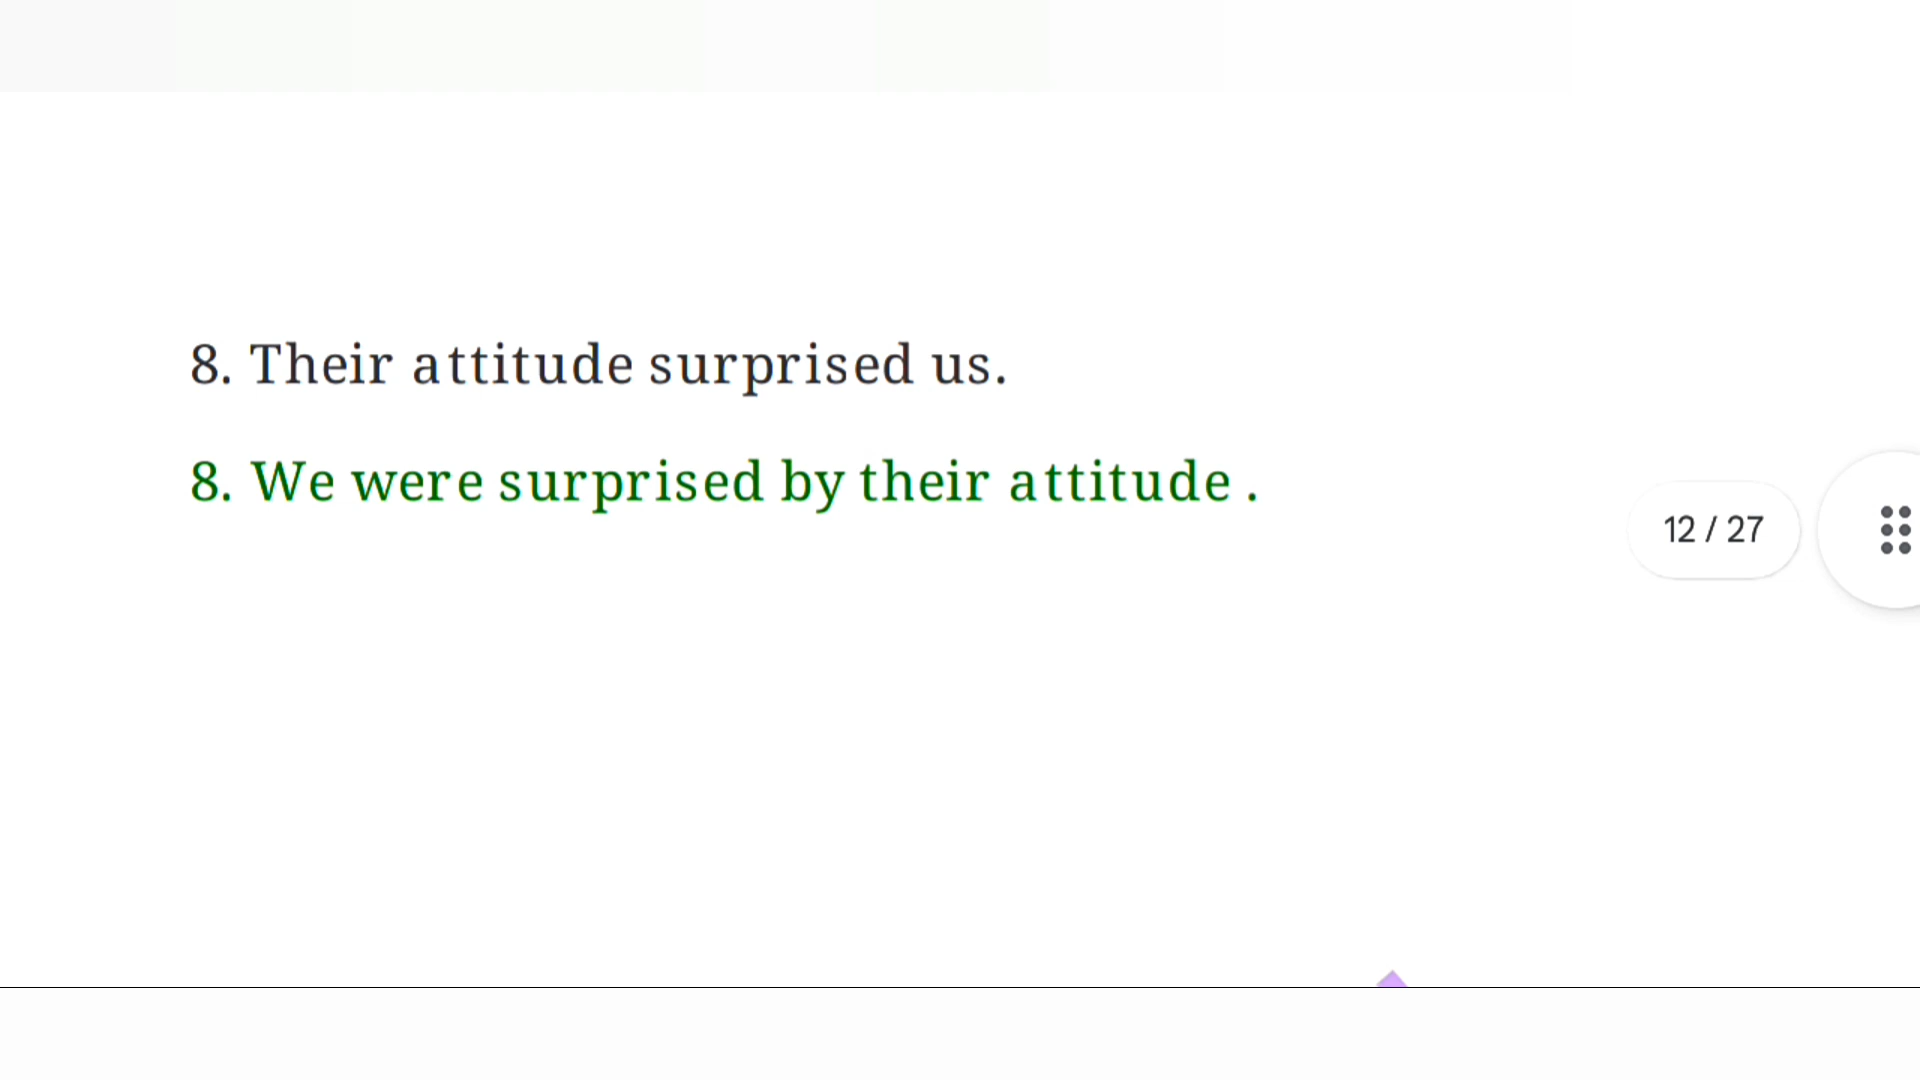 8. Their attitude surprised us.
8. We were surprised by their attitude .
12 / 27